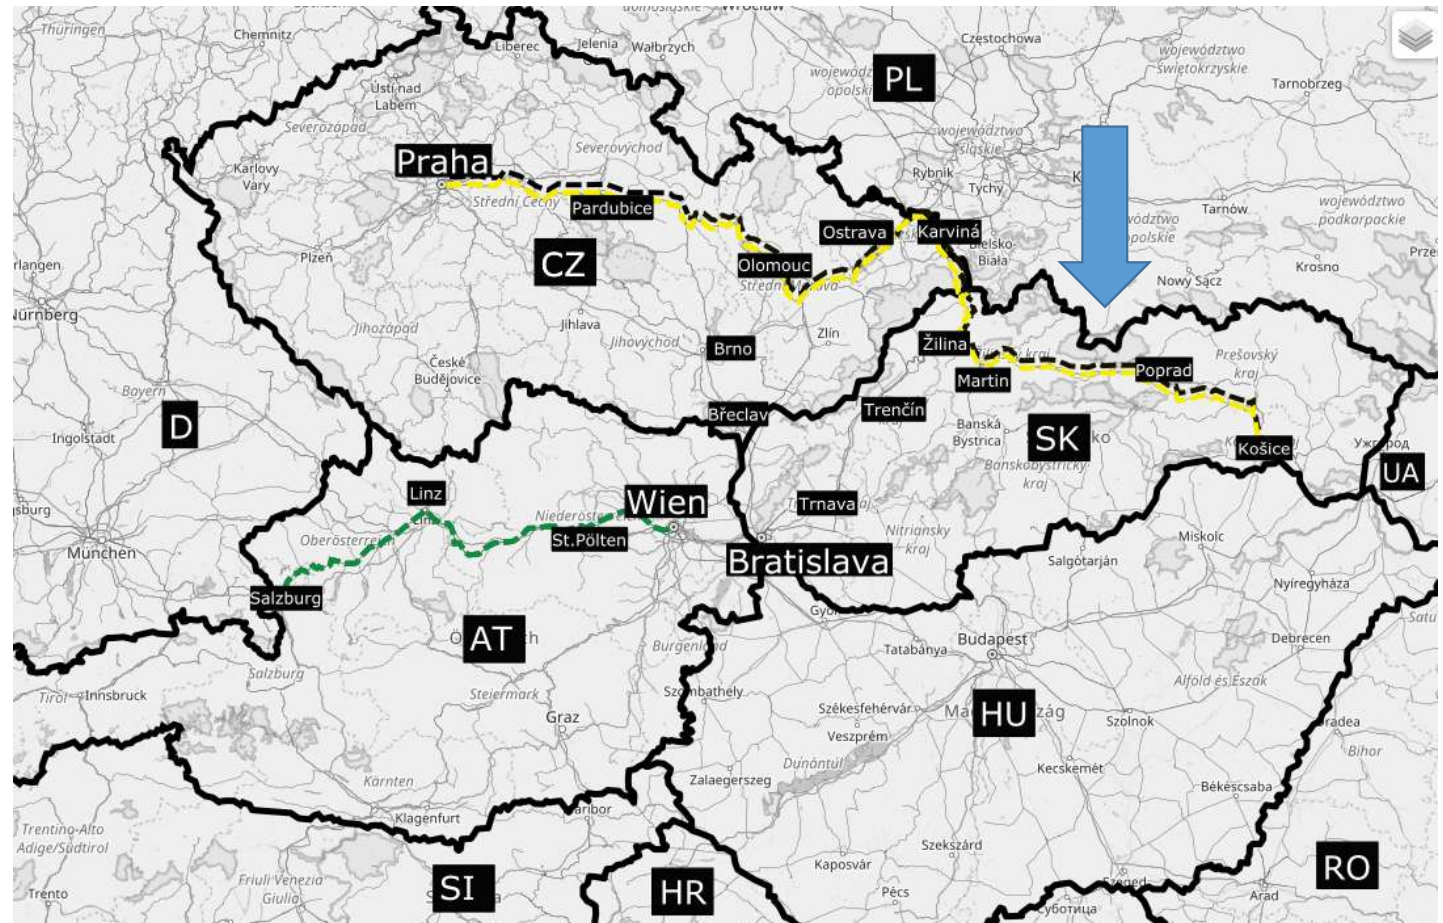 Wrocław
Thüringen
Chemnitz
Liberec
Jelenia
Wałbrzych
Częstochowa
województwo
świętokrzyskie
Ústí nad
Labem
PL
Tarnobrzeg
Severozápad
Severovýchod
województwo
śląskie
Praha
Karlovy
Vary
Rybnik
Tychy
Střední Čechy
Pardubice
Tarnów
województwo
podkarpackie
Ostrava
Karviná
Bielsko-
Biała
Plzeň
CZ
Olomouc
Nowy Sącz
Krosno
Jihozápad
Jihlava
Jihovýchod
Brno
Zlín
Žilina
Prešovský
kraj
České
Budějovice
Martin
Poprad
Bayern
D
Břeclav
Trenčín
Banská
Bystrica
SK
Banskobystrický
kraj
Košice
UA
Ingolstadt
Linz
Wien
Trnava
Nitriansky
kraj
Oberösterreich
St.Pölten
München
Bratislava
Salgótarján
Miskolc
Nyíregyháza
Salzburg
AT
Burgenland
Budapest
Tatabánya
Debrecen
Salzburg
Tirol
Innsbruck
Steiermark
Szombathely
Alföld és Észak
Graz
Székesfehérvár
HU
Szolnok
Veszprém
Bihor
Kärnten
Dunántúl
Zalaegerszeg
Kecskemét
Békéscsaba
Klagenfurt
Trentino-Alto
Adige/Südtirol
Szekszárd
Kaposvár
RO
Trento
Friuli Venezia
Giulia
SI
HR
Pécs
Szeged
Arad
Суботица